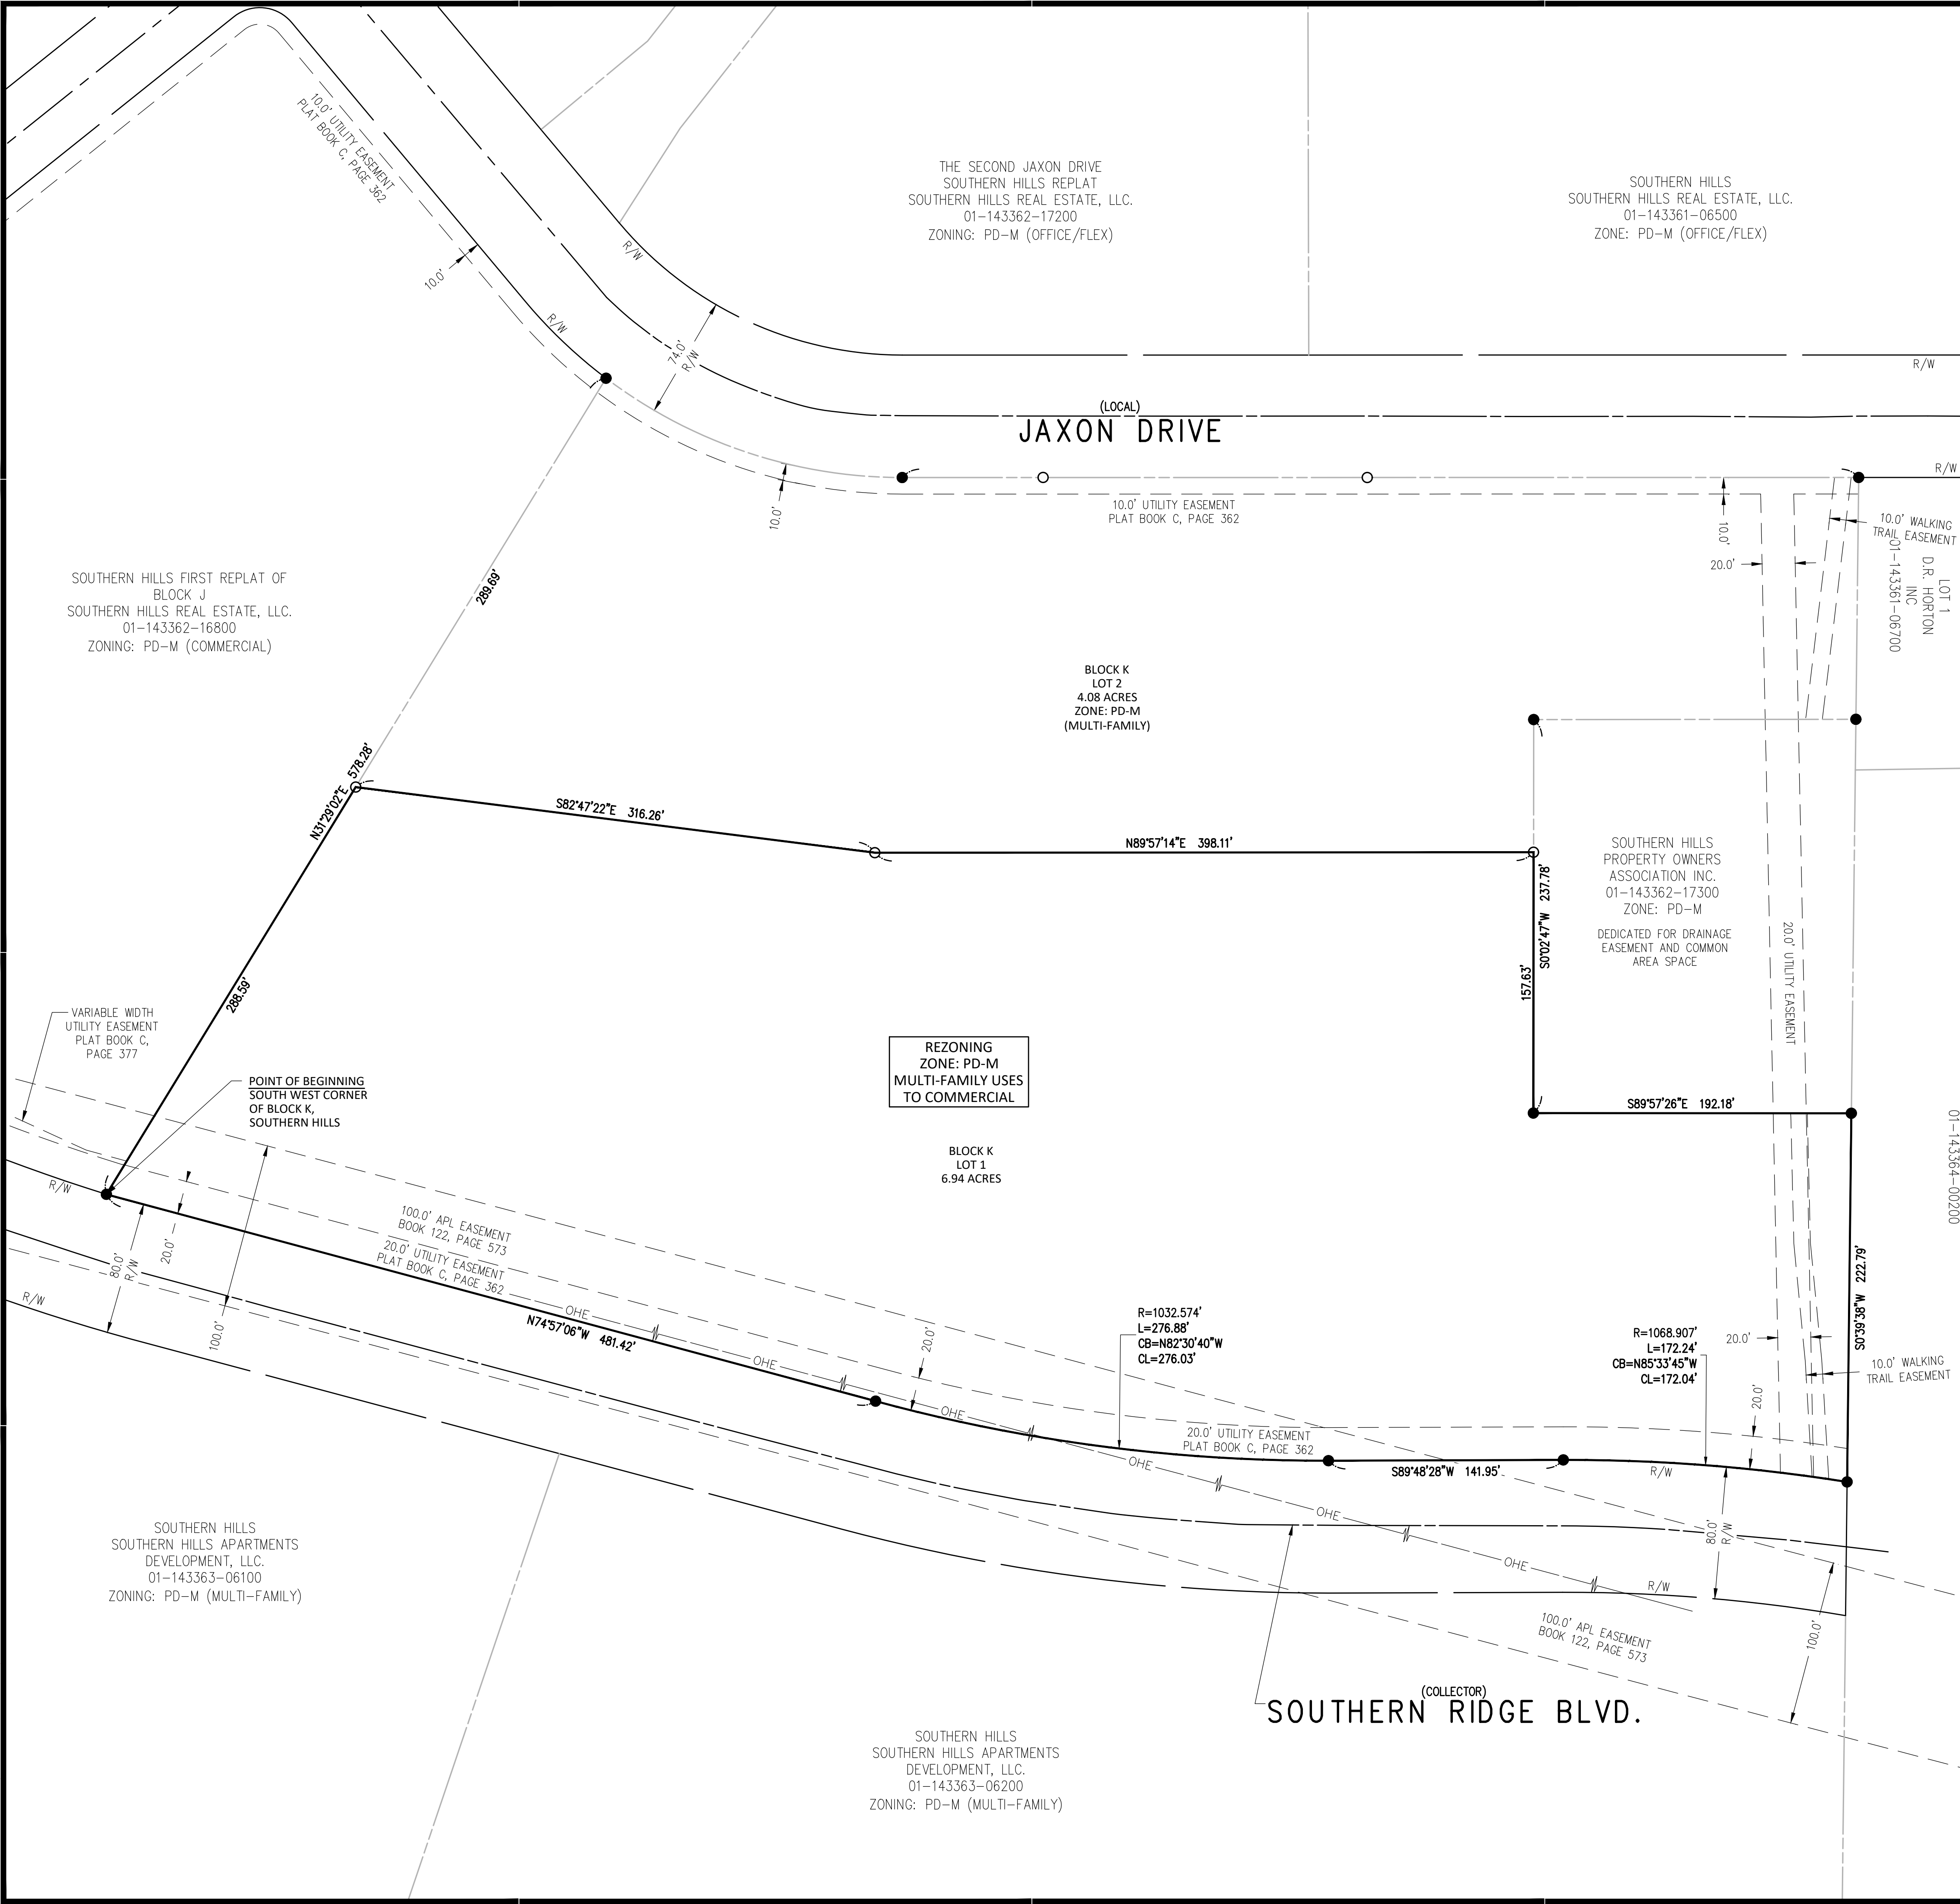 10.0' UTILITY EASEMENT
PLAT BOOK C, PAGE 362
10.0'
R/W
R/W
74.0'
R/W
THE SECOND JAXON DRIVE
SOUTHERN HILLS REPLAT
SOUTHERN HILLS REAL ESTATE, LLC.
01-143362-17200
ZONING: PD-M (OFFICE/FLEX)
SOUTHERN HILLS
SOUTHERN HILLS REAL ESTATE, LLC.
01-143361-06500
ZONE: PD-M (OFFICE/FLEX)
R/W
(LOCAL)
JAXON DRIVE
R/W
10.0'
10.0' UTILITY EASEMENT
PLAT BOOK C, PAGE 362
10.0'
20.0'
10.0' WALKING
TRAIL EASEMENT
LOT 1
D.R. HORTON
INC
01-143361-06700
SOUTHERN HILLS FIRST REPLAT OF
BLOCK J
SOUTHERN HILLS REAL ESTATE, LLC.
01-143362-16800
ZONING: PD-M (COMMERCIAL)
289.69'
BLOCK K
LOT 2
4.08 ACRES
ZONE: PD-M
(MULTI-FAMILY)
N31°29'02"E 578.28'
S82°47'22"E 316.26'
N89°57'14"E 398.11'
S0°02'47"W 237.78'
157.63'
SOUTHERN HILLS
PROPERTY OWNERS
ASSOCIATION INC.
01-143362-17300
ZONE: PD-M
DEDICATED FOR DRAINAGE
EASEMENT AND COMMON
AREA SPACE
20.0' UTILITY EASEMENT
288.59'
VARIABLE WIDTH
UTILITY EASEMENT
PLAT BOOK C,
PAGE 377
POINT OF BEGINNING
SOUTH WEST CORNER
OF BLOCK K,
SOUTHERN HILLS
REZONING
ZONE: PD-M
MULTI-FAMILY USES
TO COMMERCIAL
S89°57'26"E 192.18'
BLOCK K
LOT 1
6.94 ACRES
01-143364-00200
R/W
80.0'
R/W
20.0'
100.0'
R/W
100.0' APL EASEMENT
BOOK 122, PAGE 573
20.0' UTILITY EASEMENT
PLAT BOOK C, PAGE 362
OHE
N74°57'06"W 481.42'
OHE
20.0'
OHE
R=1032.574'
L=276.88'
CB=N82°30'40"W
CL=276.03'
R=1068.907'
L=172.24'
CB=N85°33'45"W
CL=172.04'
20.0'
S0°39'38"W 222.79'
10.0' WALKING
TRAIL EASEMENT
20.0'
20.0' UTILITY EASEMENT
PLAT BOOK C, PAGE 362
OHE
S89°48'28"W 141.95'
R/W
OHE
80.0'
R/W
OHE
R/W
100.0' APL EASEMENT
BOOK 122, PAGE 573
100.0'
(COLLECTOR)
SOUTHERN RIDGE BLVD.
SOUTHERN HILLS
SOUTHERN HILLS APARTMENTS
DEVELOPMENT, LLC.
01-143363-06100
ZONING: PD-M (MULTI-FAMILY)
SOUTHERN HILLS
SOUTHERN HILLS APARTMENTS
DEVELOPMENT, LLC.
01-143363-06200
ZONING: PD-M (MULTI-FAMILY)